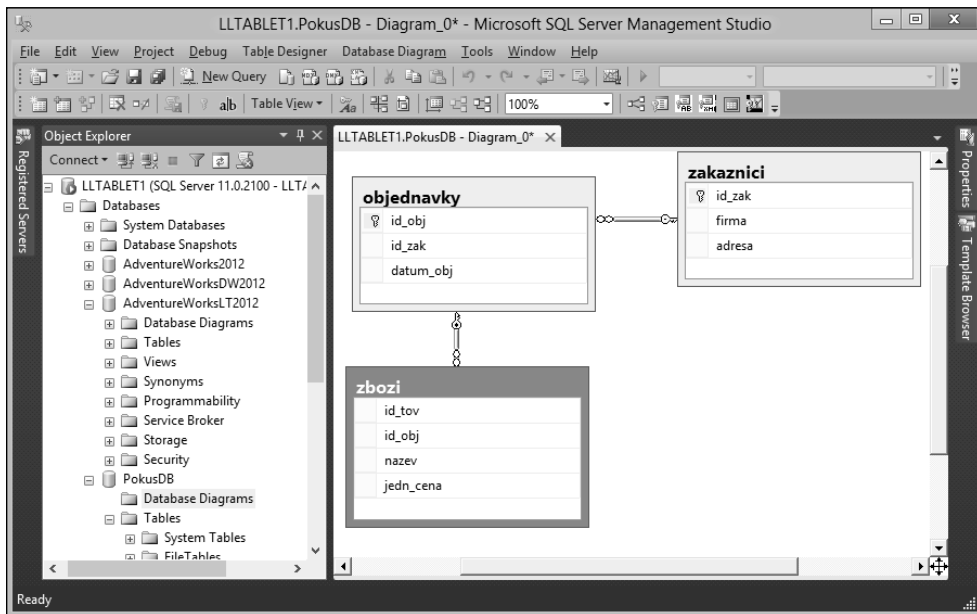 LLTABLET1.PokusDB - Diagram_0* - Microsoft SQL Server Management Studio
File Edit View Project Debug Table Designer Database Diagram Tools Window Help
New Query
ab| Table View 100%
Registered Servers
Object Explorer
Connect
LLTABLET1 (SQL Server 11.0.2100 - LLT
Databases
System Databases
Database Snapshots
AdventureWorks2012
AdventureWorksDW2012
AdventureWorksLT2012
Database Diagrams
Tables
Views
Synonyms
Programmability
Service Broker
Storage
Security
PokusDB
Database Diagrams
Tables
System Tables
FileTables
LLTABLET1.PokusDB - Diagram_0*
objednavky
id_obj
id_zak
datum_obj
zakaznici
id_zak
firma
adresa
zbozi
id_tov
id_obj
nazev
jedn_cena
Properties
Template Browser
Ready